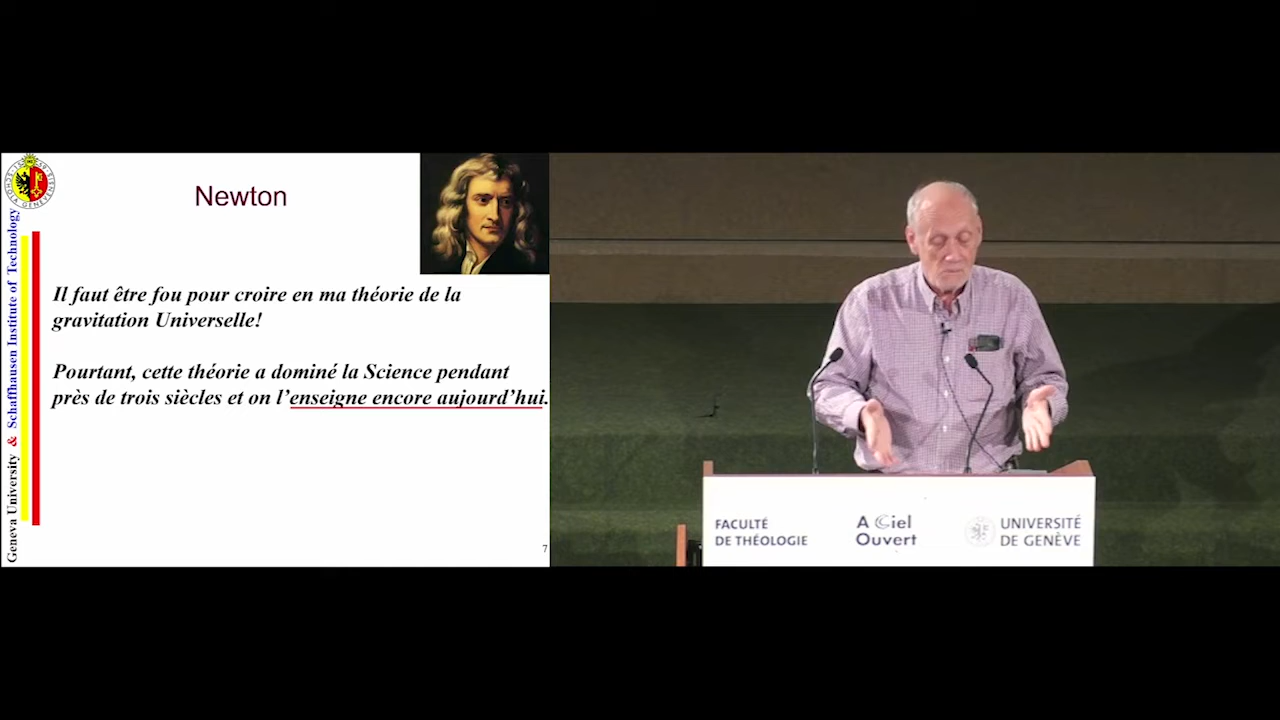 Newton
Il faut être fou pour croire en ma théorie de la
gravitation Universelle!
Pourtant, cette théorie a dominé la Science pendant
près de trois siècles et on l’enseigne encore aujourd’hui.
7
Geneva University & Schaffhausen Institute of Technology
FACULTÉ
DE THÉOLOGIE
A Ciel
Ouvert
UNIVERSITÉ
DE GENÈVE